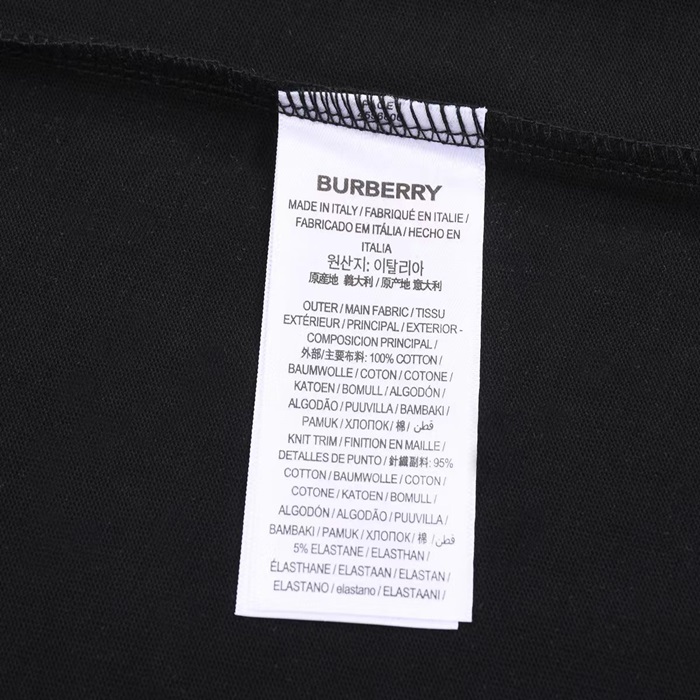 BURBERRY
MADE IN ITALY / FABRIQUÉ EN ITALIE /
FABRICADO EM ITÁLIA / HECHO EN
ITALIA
원산지: 이탈리아
原産地 義大利 / 原产地 意大利
OUTER / MAIN FABRIC / TISSU
EXTÉRIEUR / PRINCIPAL / EXTERIOR -
COMPOSICION PRINCIPAL /
外部/主要布料: 100% COTTON /
BAUMWOLLE / COTON / COTONE /
KATOEN / BOMULL / ALGODÓN /
ALGODÃO / PUUVILLA / BAMBAKI /
PAMUK / ХЛОПОК / 棉 / قطن /
KNIT TRIM / FINITION EN MAILLE /
DETALLES DE PUNTO / 針織副料: 95%
COTTON / BAUMWOLLE / COTON /
COTONE / KATOEN / BOMULL /
ALGODÓN / ALGODÃO / PUUVILLA /
BAMBAKI / PAMUK / ХЛОПОК / 棉 / قطن /
5% ELASTANE / ELASTHAN /
ÉLASTHANE / ELASTAAN / ELASTAN /
ELASTANO / elastano / ELASTAANI /